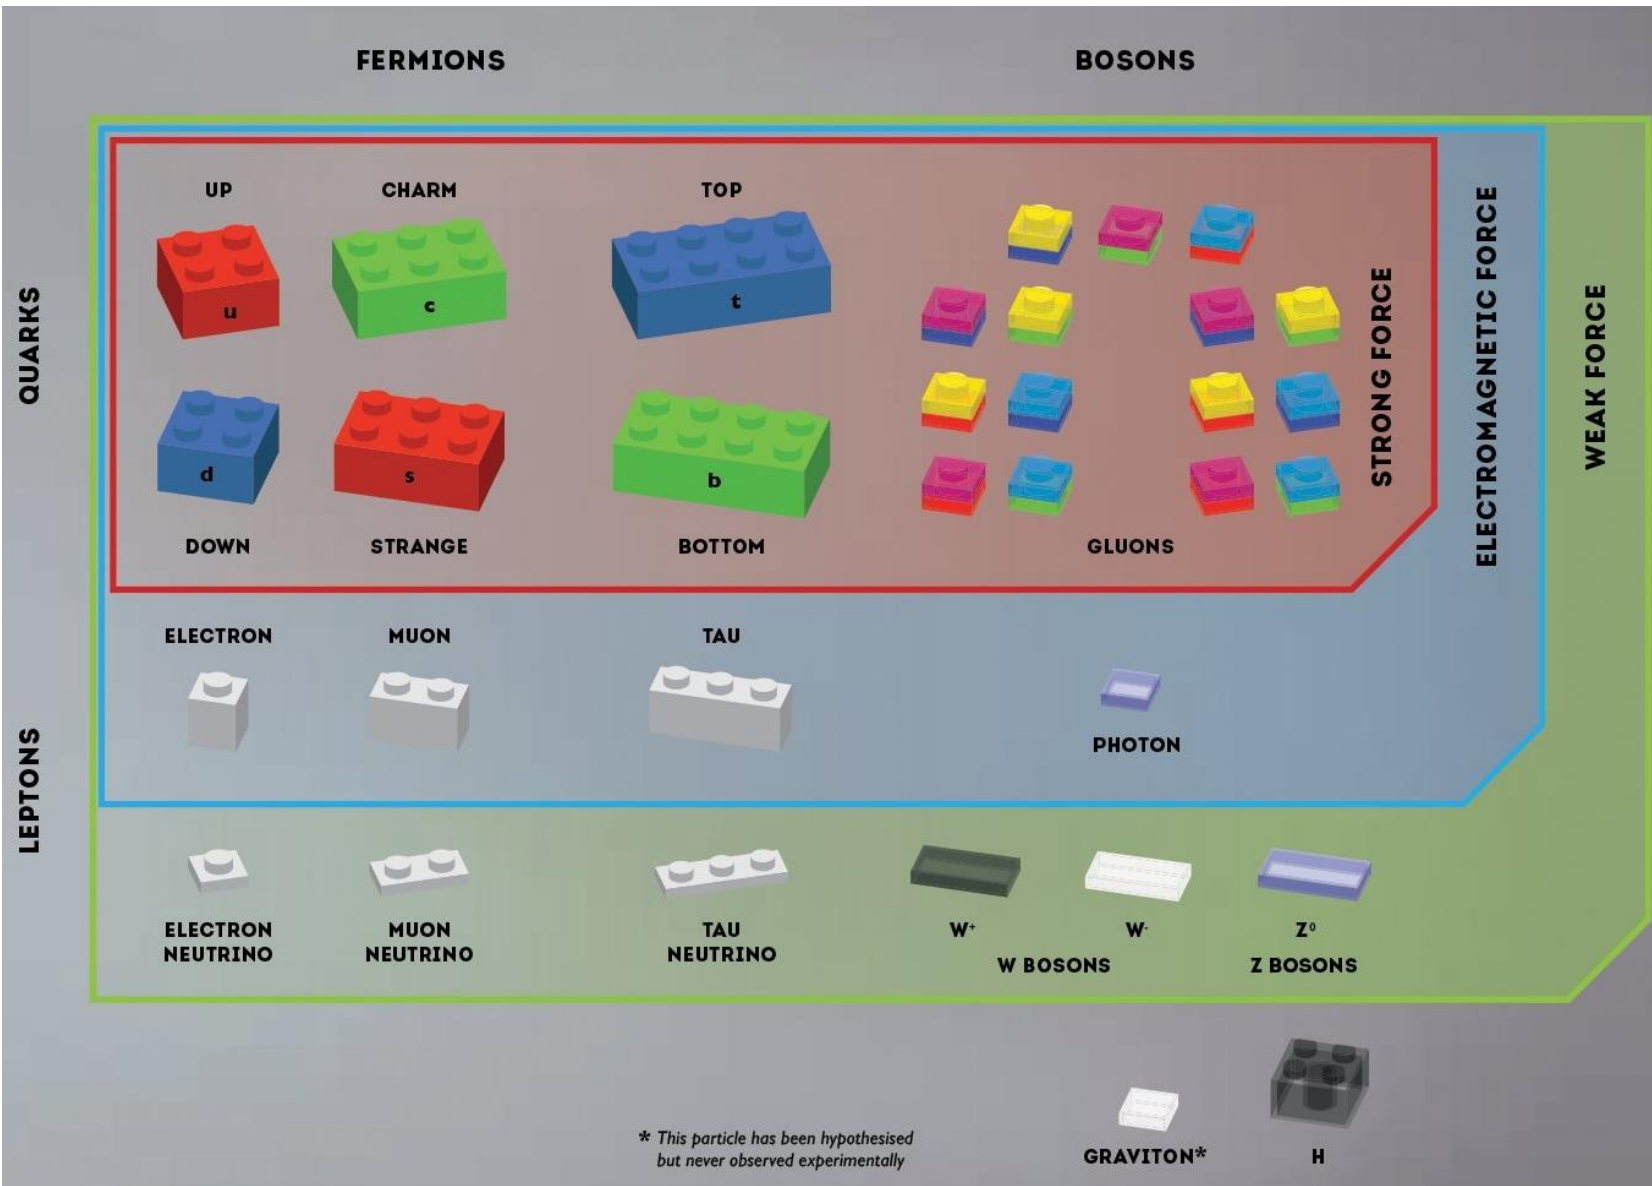 FERMIONS
BOSONS
QUARKS
LEPTONS
UP
CHARM
TOP
u
c
t
d
s
b
DOWN
STRANGE
BOTTOM
GLUONS
STRONG FORCE
ELECTROMAGNETIC FORCE
WEAK FORCE
ELECTRON
MUON
TAU
PHOTON
ELECTRON
NEUTRINO
MUON
NEUTRINO
TAU
NEUTRINO
W⁺
W⁻
Z⁰
W BOSONS
Z BOSONS
* This particle has been hypothesised
but never observed experimentally
GRAVITON*
H